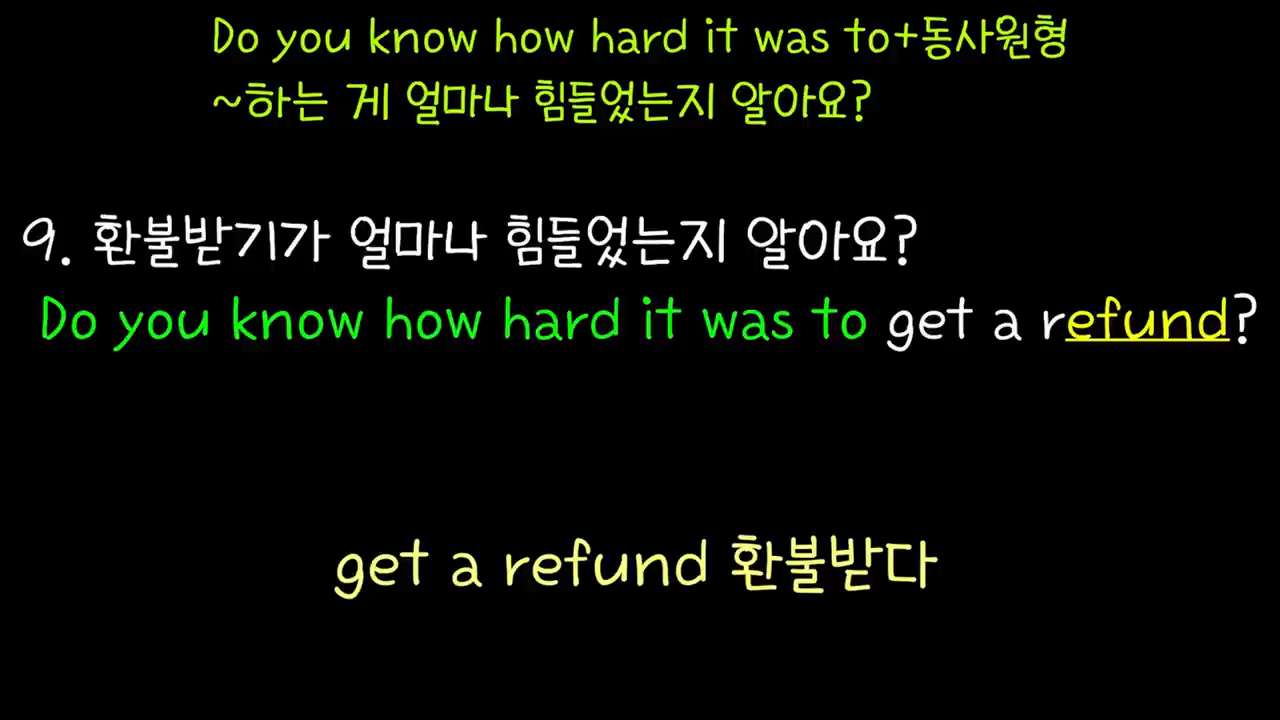 Do you know how hard it was to+동사원형
~하는 게 얼마나 힘들었는지 알아요?
9. 환불받기가 얼마나 힘들었는지 알아요?
Do you know how hard it was to get a refund?
get a refund 환불받다